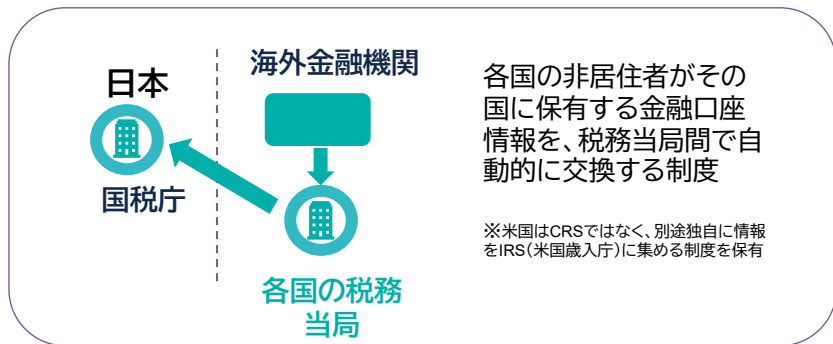 日本
国税庁
海外金融機関
各国の税務
当局
各国の非居住者がその
国に保有する金融口座
情報を、税務当局間で自
動的に交換する制度
※米国はCRSではなく、別途独自に情報
をIRS(米国歳入庁)に集める制度を保有